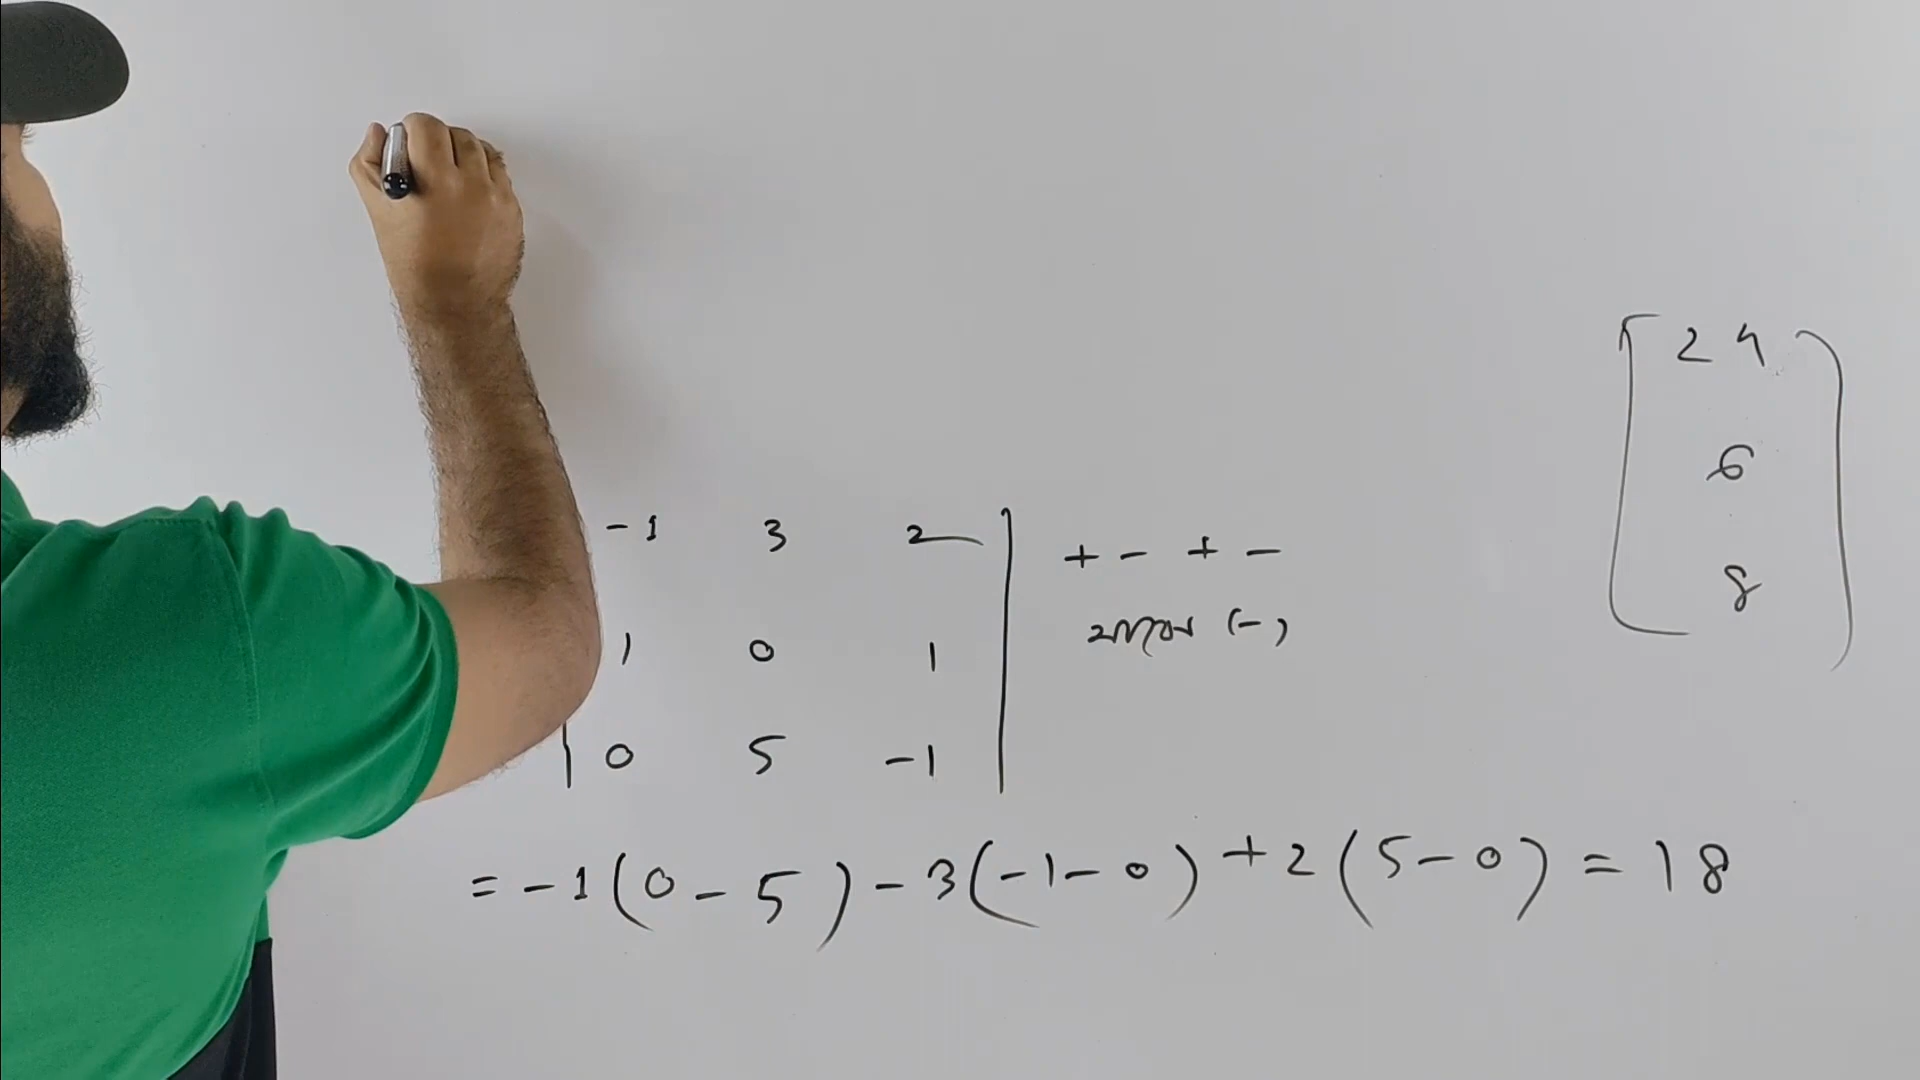 -1 3 2
1 0 1
0 5 -1
+ - + -
(-)
= -1(0-5)-3(-1-0)+2(5-0) = 18
2 4
6
8